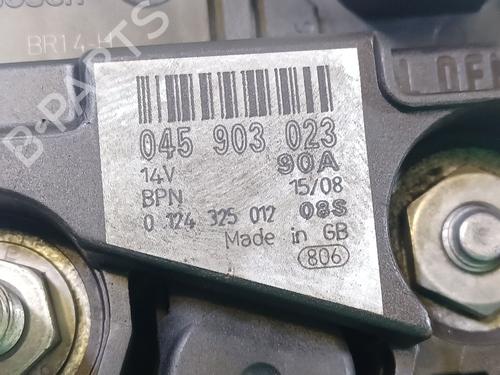 BR14-H
B-PARTS
045 903 023
14V 90A
BPN 15/08
0 124 325 012 08S
Made in GB
806